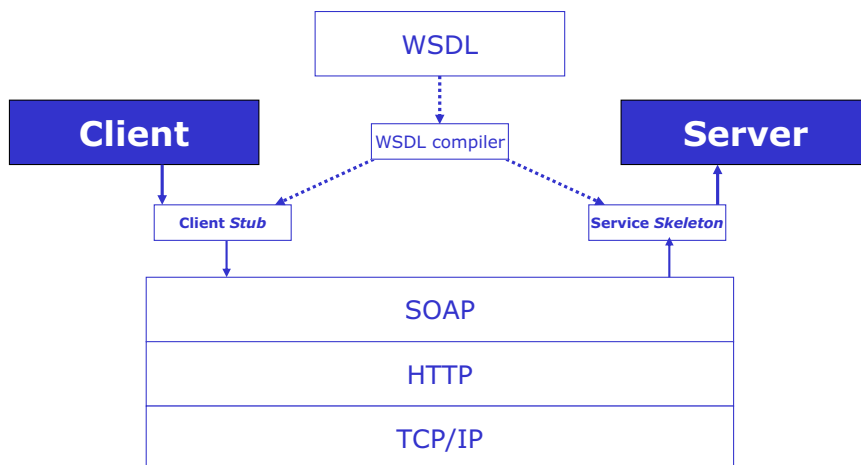 WSDL
Client
WSDL compiler
Server
Client Stub
Service Skeleton
SOAP
HTTP
TCP/IP